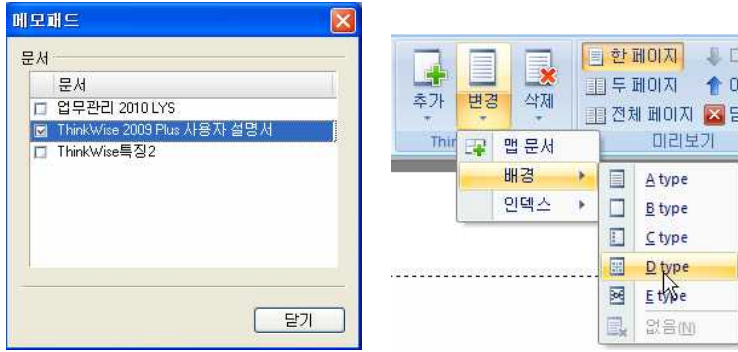 메모패드
문서
문서
업무관리 2010 LYS
ThinkWise 2009 Plus 사용자 설명서
ThinkWise특징2
닫기
추가
변경
삭제
한 페이지
두 페이지
전체 페이지
Thin
미리보기
맵 문서
배경
인덱스
A type
B type
C type
D type
E type
없음(N)